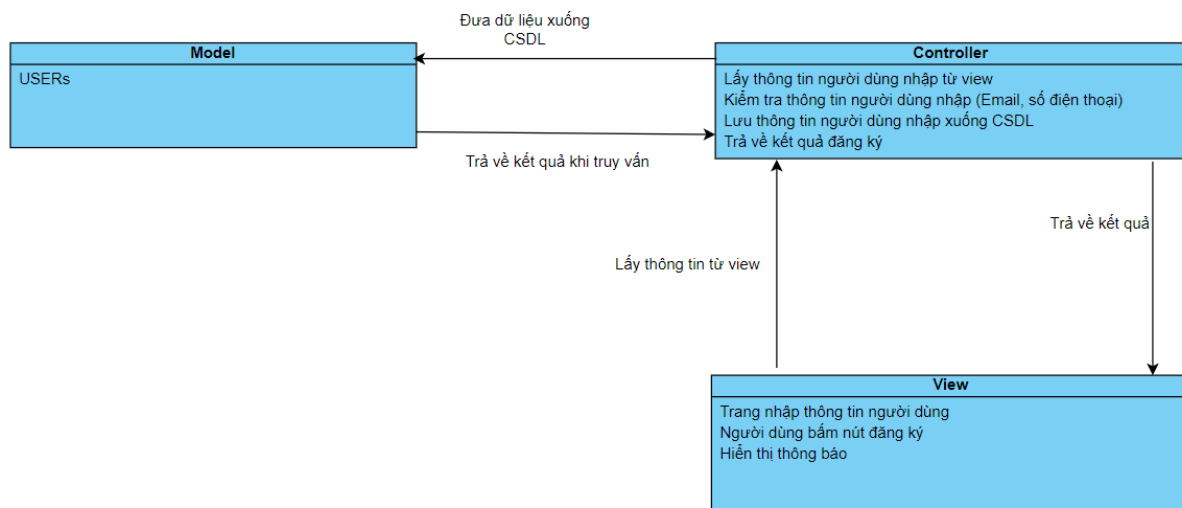 Đưa dữ liệu xuống
CSDL
Model
USERs
Controller
Lấy thông tin người dùng nhập từ view
Kiểm tra thông tin người dùng nhập (Email, số điện thoại)
Lưu thông tin người dùng nhập xuống CSDL
Trả về kết quả đăng ký
Trả về kết quả khi truy vấn
Trả về kết quả
Lấy thông tin từ view
View
Trang nhập thông tin người dùng
Người dùng bấm nút đăng ký
Hiển thị thông báo